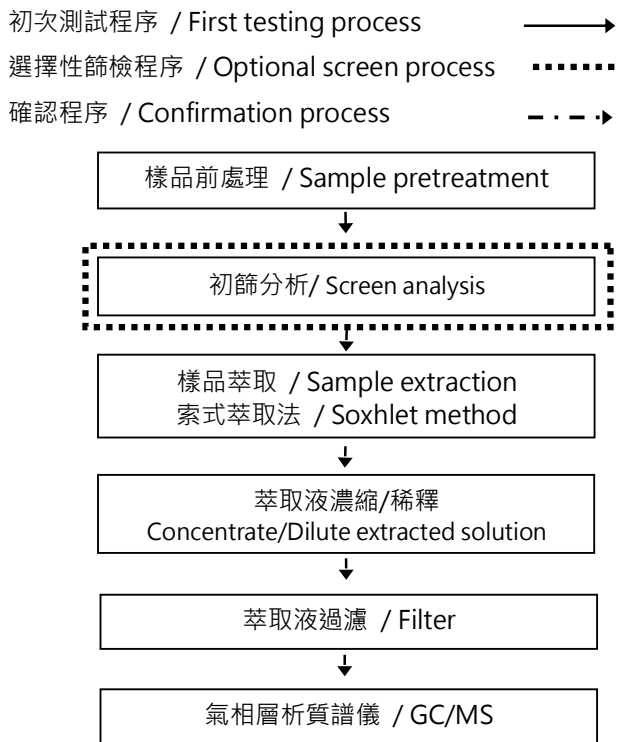 初次測試程序 / First testing process
選擇性篩檢程序 / Optional screen process
確認程序 / Confirmation process
樣品前處理 / Sample pretreatment
初篩分析/ Screen analysis
樣品萃取 / Sample extraction
索式萃取法 / Soxhlet method
萃取液濃縮/稀釋
Concentrate/Dilute extracted solution
萃取液過濾 / Filter
氣相層析質譜儀 / GC/MS